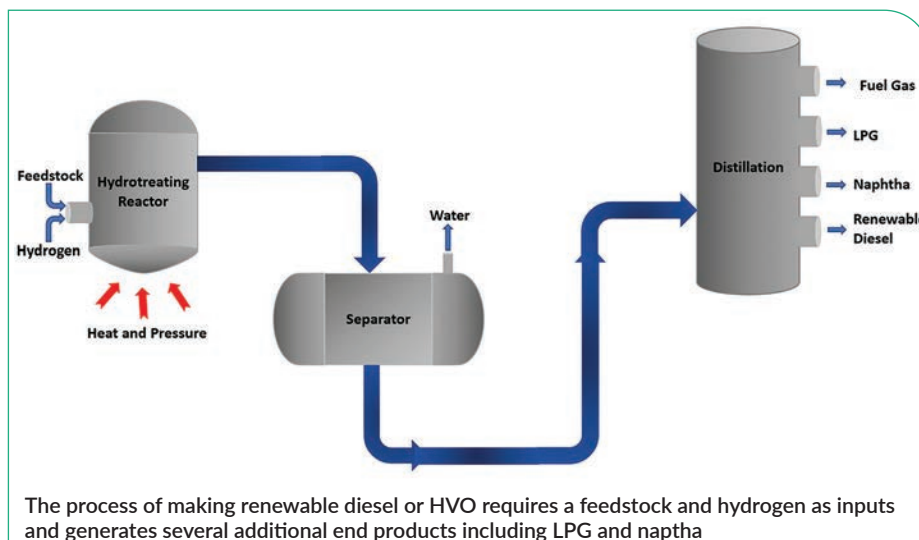 Feedstock
Hydrogen
Hydrotreating
Reactor
Heat and Pressure
Water
Separator
Distillation
Fuel Gas
LPG
Naphtha
Renewable
Diesel
The process of making renewable diesel or HVO requires a feedstock and hydrogen as inputs
and generates several additional end products including LPG and naptha